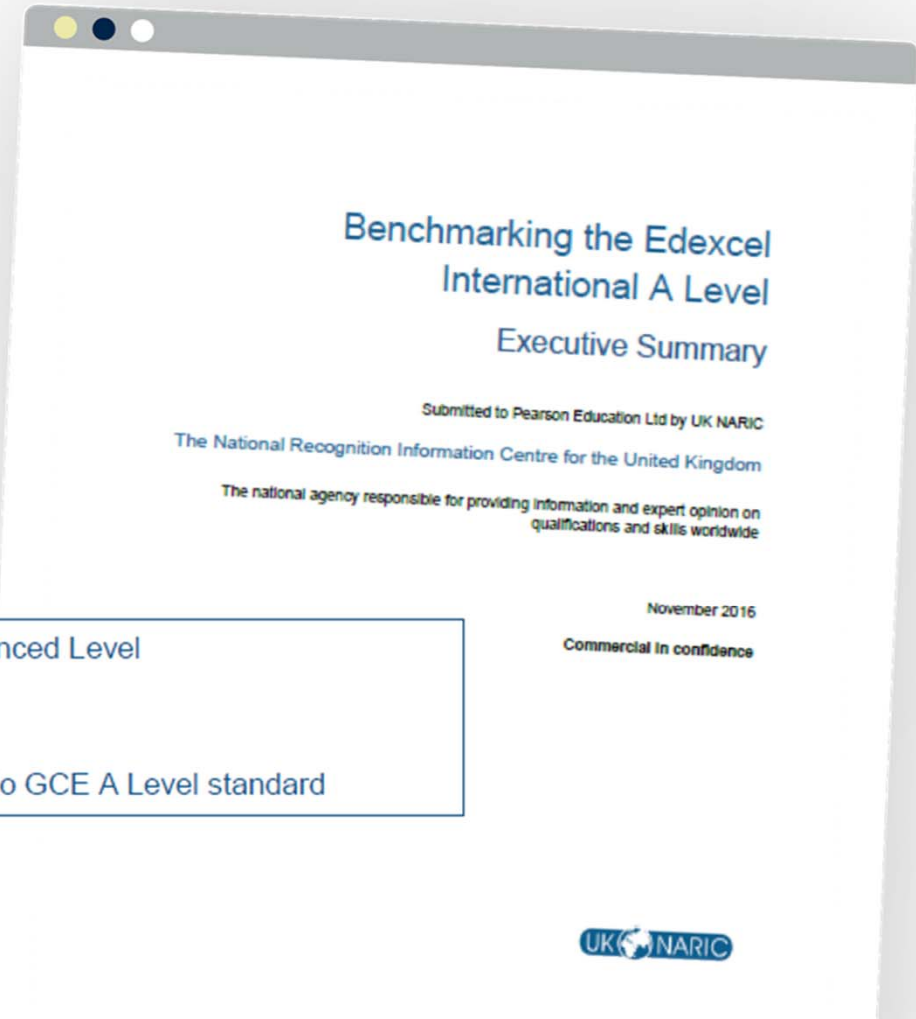 Benchmarking the Edexcel
International A Level
Executive Summary
Submitted to Pearson Education Ltd by UK NARIC
The National Recognition Information Centre for the United Kingdom
The national agency responsible for providing information and expert opinion on
qualifications and skills worldwide
November 2016
Commercial in confidence
nced Level
o GCE A Level standard
UK NARIC